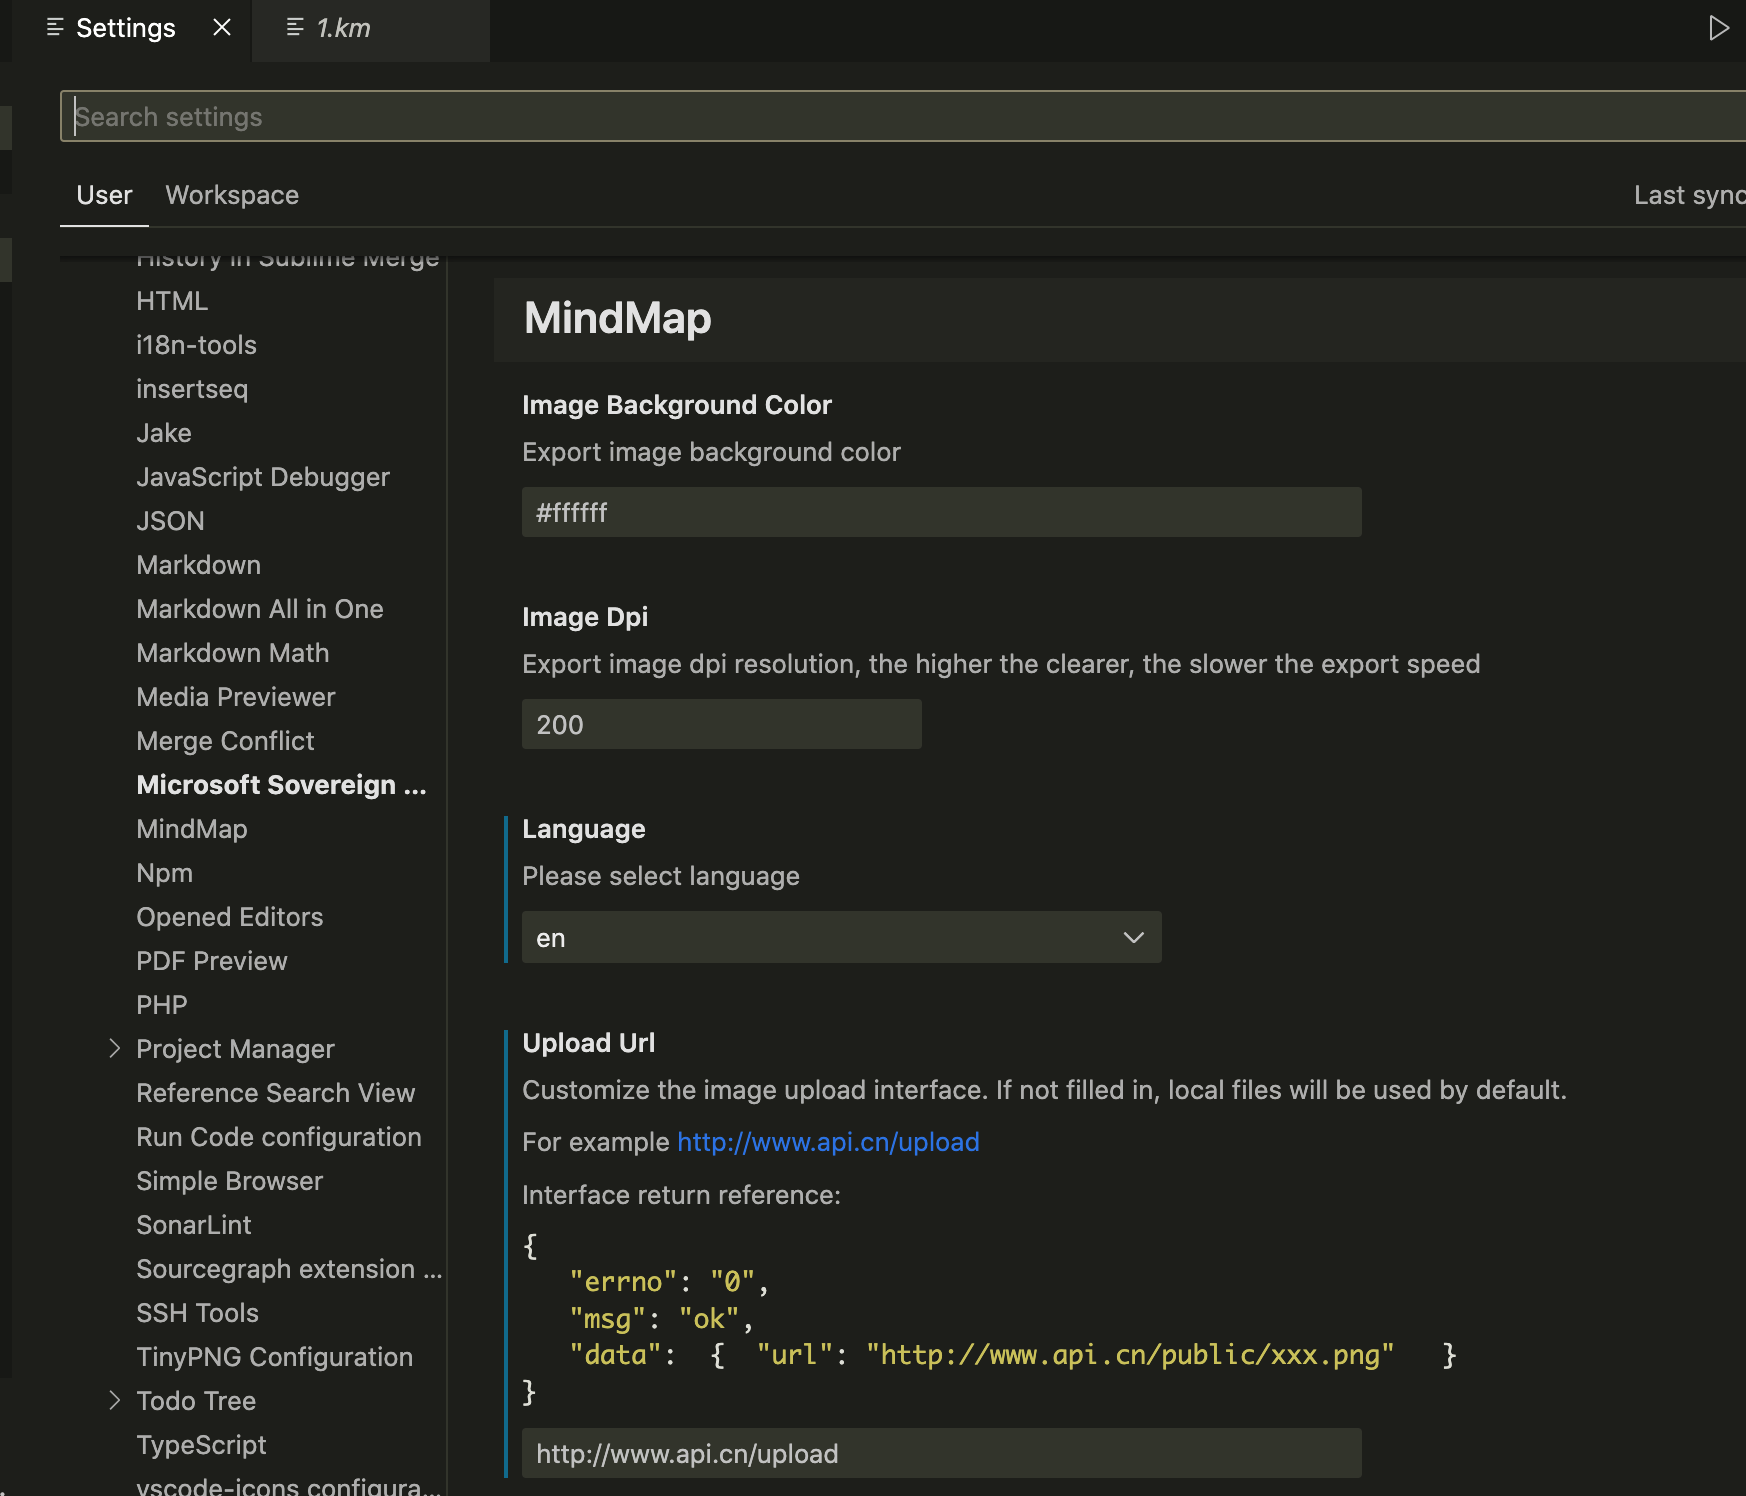 Settings
1.km
Search settings
User
Workspace
Last sync
History in Sublime Merge
HTML
i18n-tools
insertseq
Jake
JavaScript Debugger
JSON
Markdown
Markdown All in One
Markdown Math
Media Previewer
Merge Conflict
Microsoft Sovereign ...
MindMap
Npm
Opened Editors
PDF Preview
PHP
Project Manager
Reference Search View
Run Code configuration
Simple Browser
SonarLint
Sourcegraph extension ...
SSH Tools
TinyPNG Configuration
Todo Tree
TypeScript
vscode-icons configura...
MindMap
Image Background Color
Export image background color
#ffffff
Image Dpi
Export image dpi resolution, the higher the clearer, the slower the export speed
200
Language
Please select language
en
Upload Url
Customize the image upload interface. If not filled in, local files will be used by default.
For example http://www.api.cn/upload
Interface return reference:
{
"errno": "0",
"msg": "ok",
"data": { "url": "http://www.api.cn/public/xxx.png" }
}
http://www.api.cn/upload